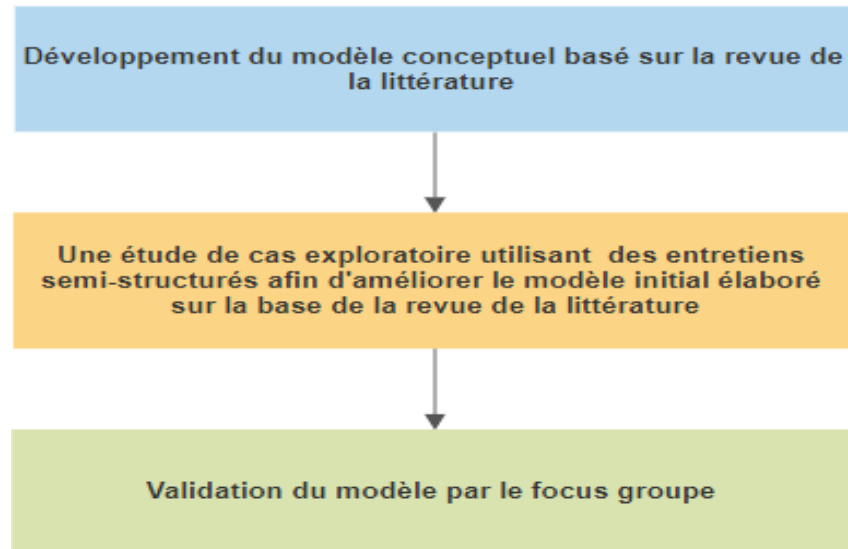 Développement du modèle conceptuel basé sur la revue de
la littérature
Une étude de cas exploratoire utilisant des entretiens
semi-structurés afin d'améliorer le modèle initial élaboré
sur la base de la revue de la littérature
Validation du modèle par le focus groupe